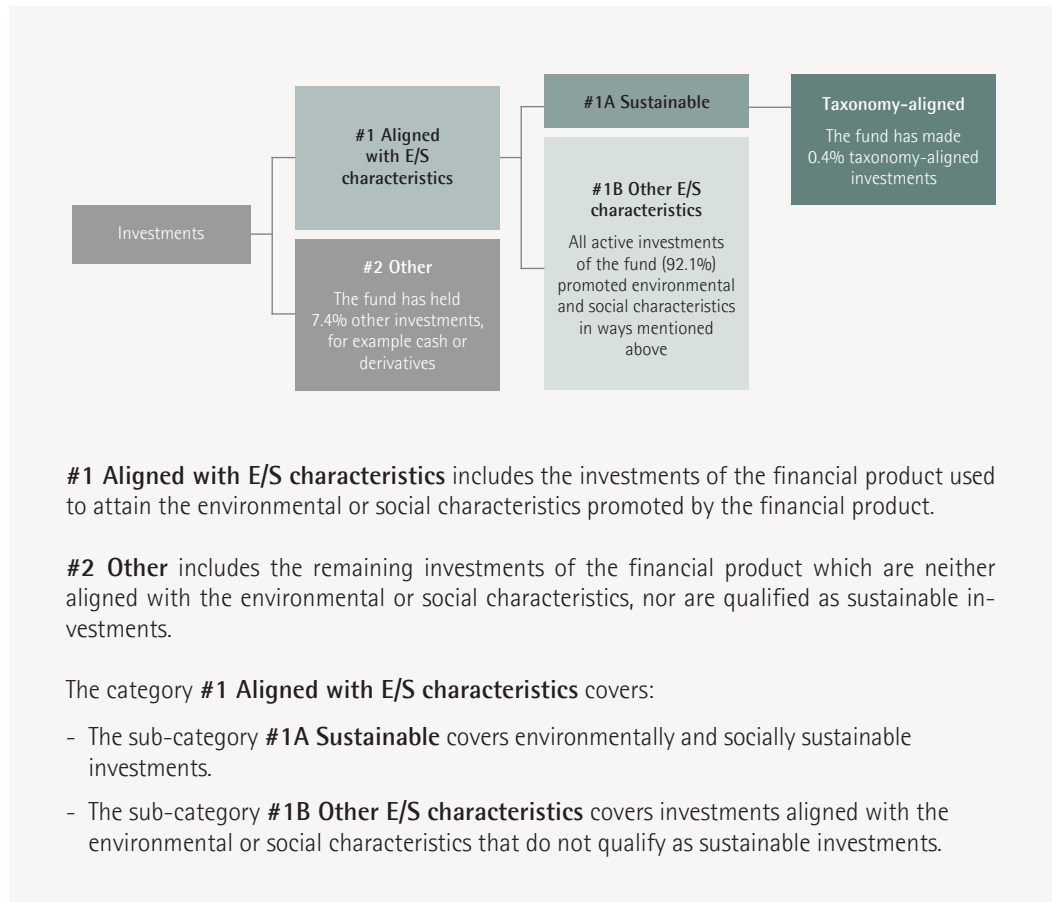 Investments
#1 Aligned
with E/S
characteristics
#2 Other
The fund has held
7.4% other investments,
for example cash or
derivatives
#1A Sustainable
#1B Other E/S
characteristics
All active investments
of the fund (92.1%)
promoted environmental
and social characteristics
in ways mentioned
above
Taxonomy-aligned
The fund has made
0.4% taxonomy-aligned
investments
#1 Aligned with E/S characteristics includes the investments of the financial product used
to attain the environmental or social characteristics promoted by the financial product.
#2 Other includes the remaining investments of the financial product which are neither
aligned with the environmental or social characteristics, nor are qualified as sustainable in-
vestments.
The category #1 Aligned with E/S characteristics covers:
- The sub-category #1A Sustainable covers environmentally and socially sustainable
investments.
- The sub-category #1B Other E/S characteristics covers investments aligned with the
environmental or social characteristics that do not qualify as sustainable investments.